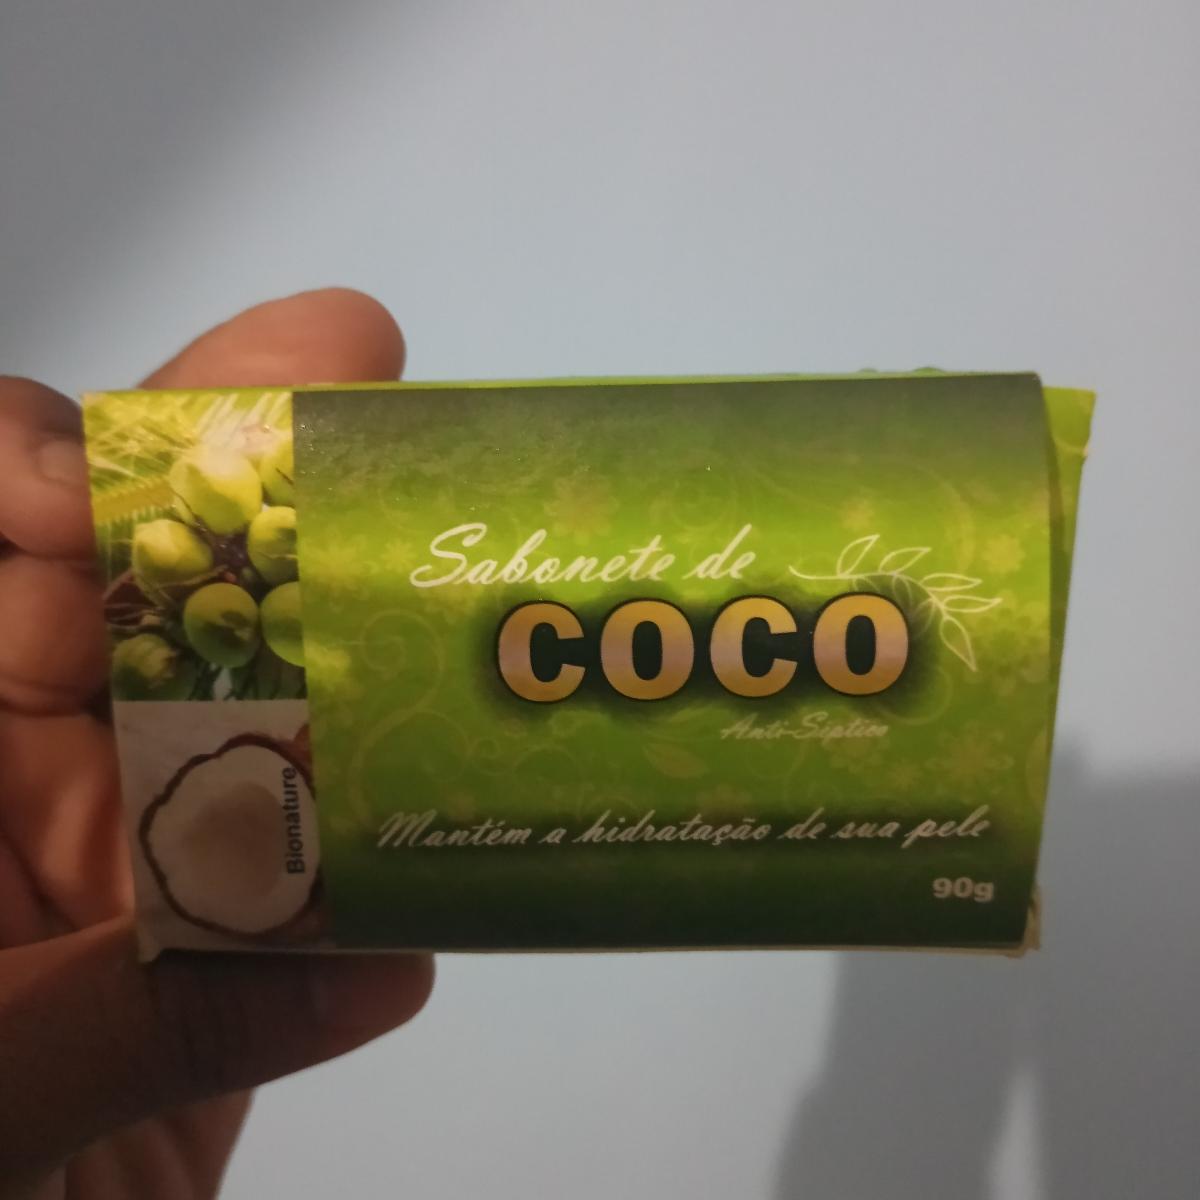 Sabonete de
COCO
Anti-Séptico
Mantém a hidratação de sua pele
90g
Bionature